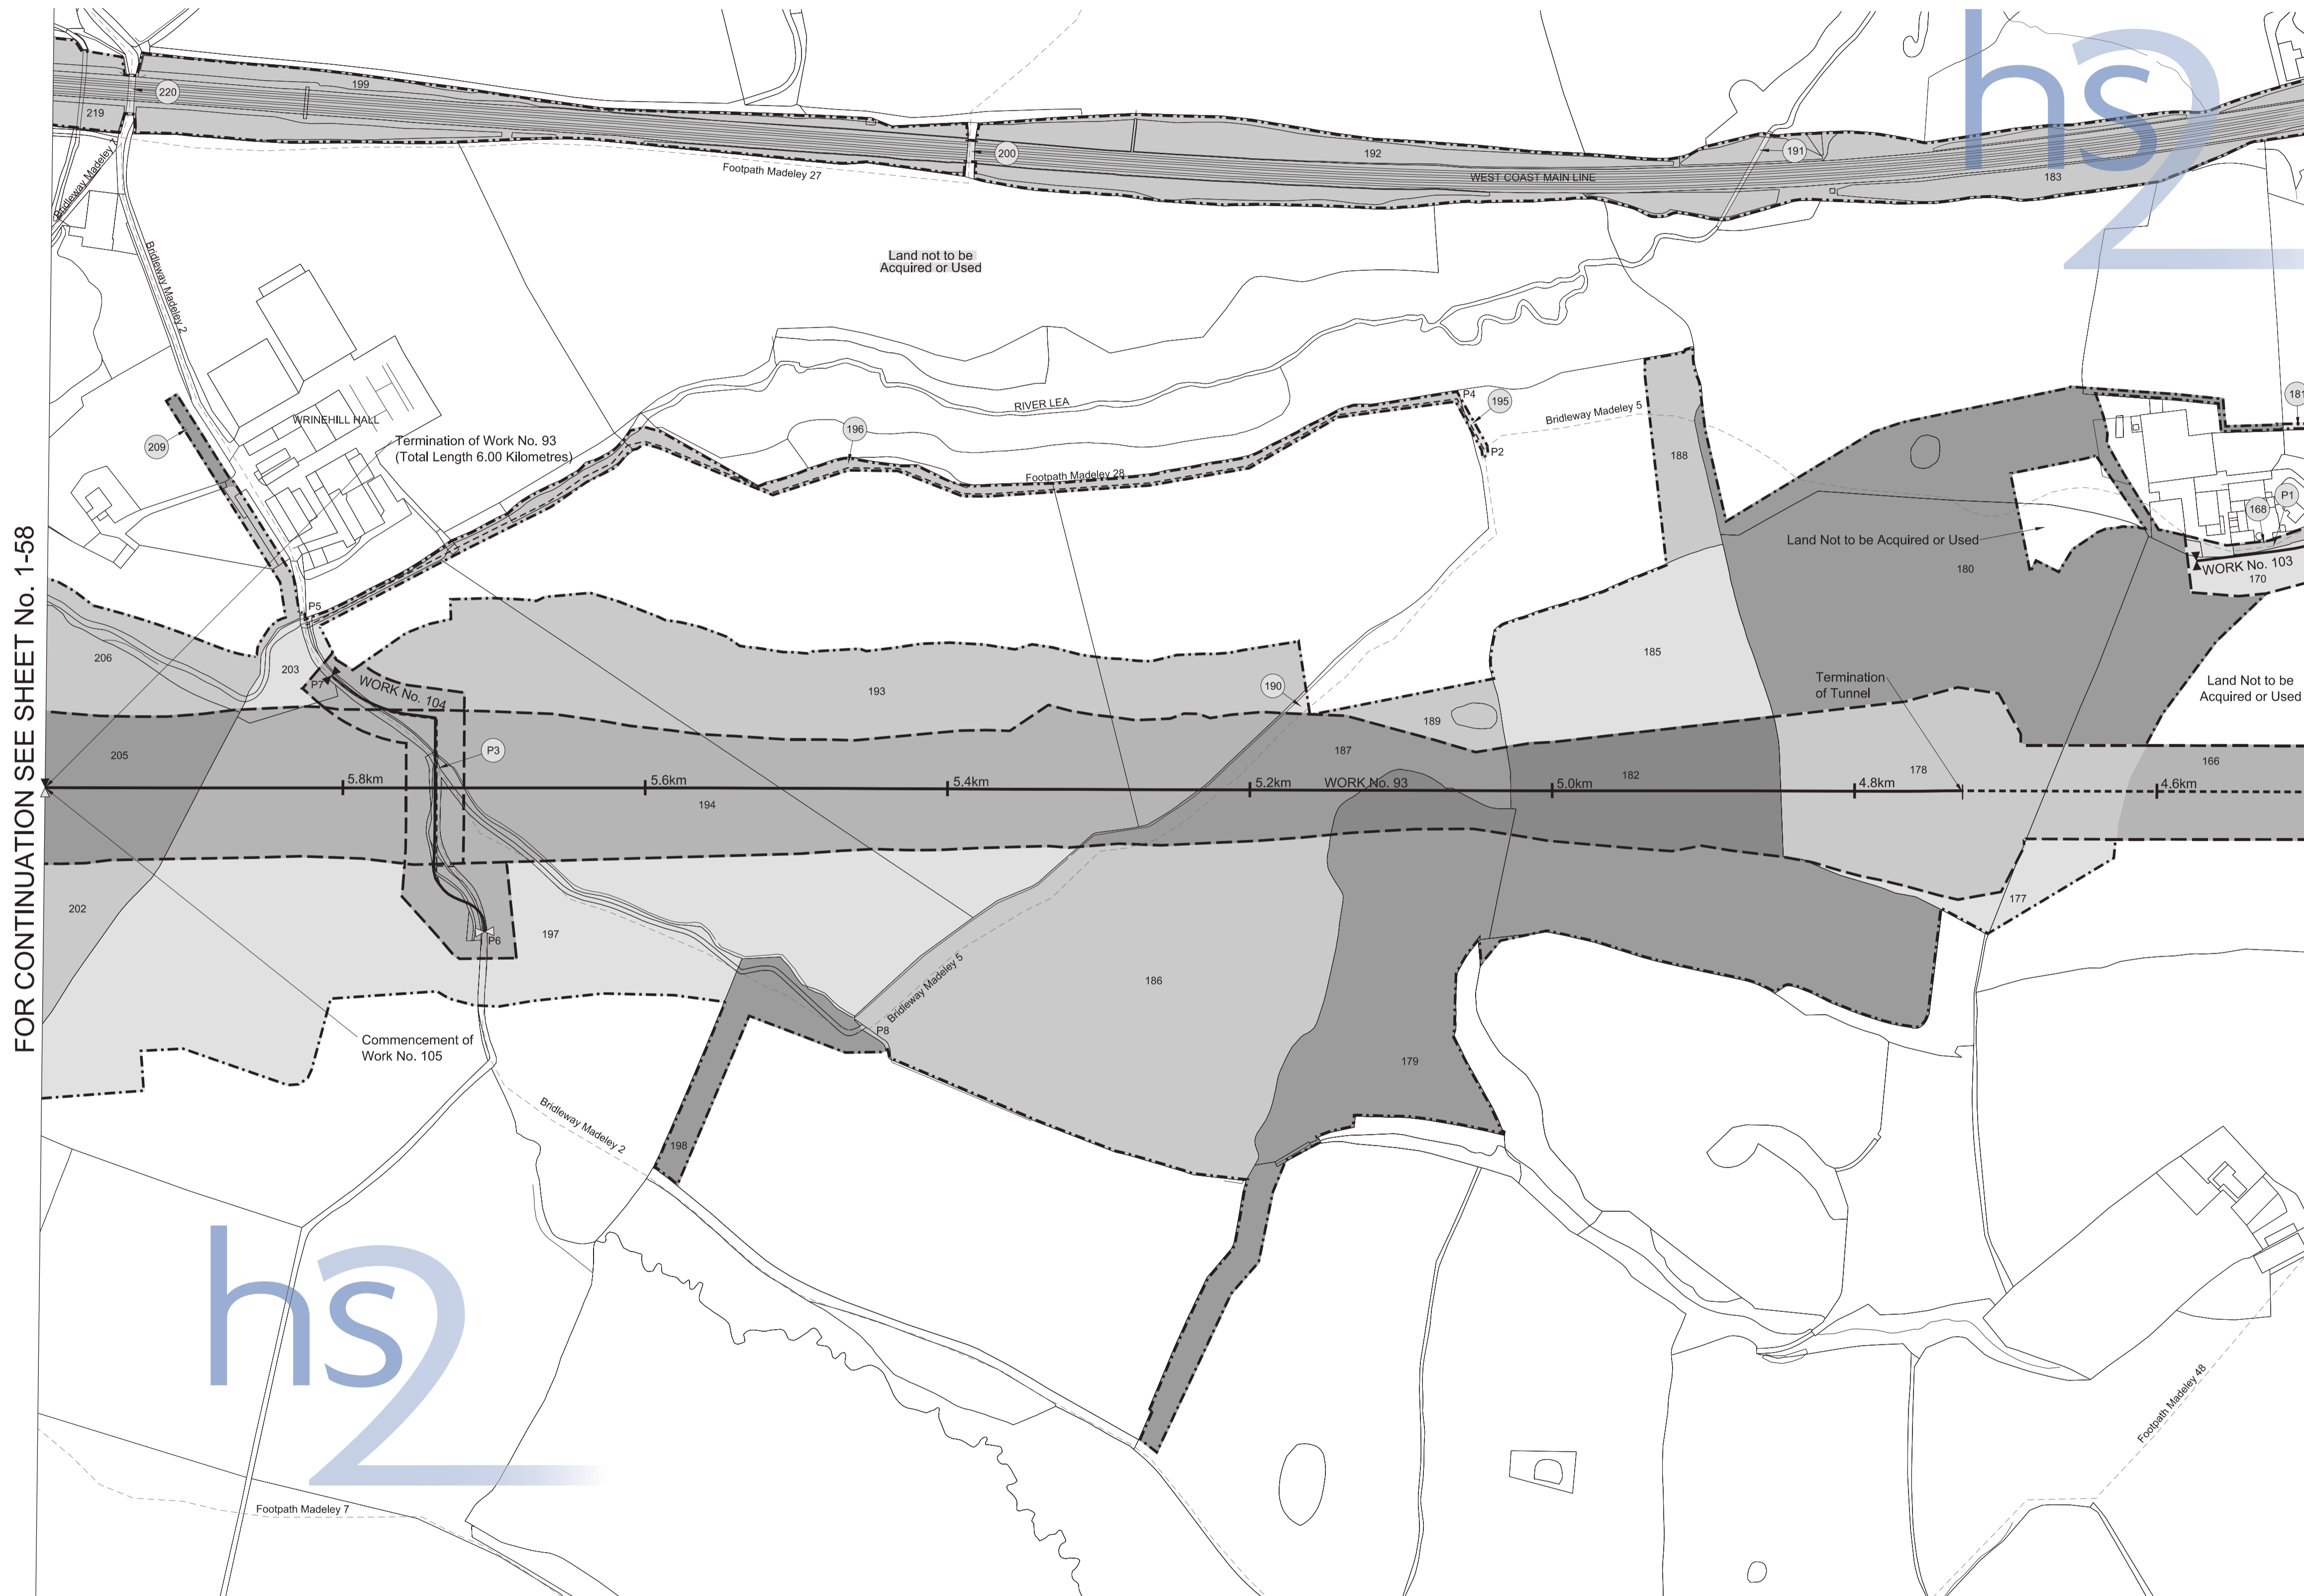 hs2
199
220
219
Bridleway Madeley 1
200
192
191
Footpath Madeley 27
WEST COAST MAIN LINE
183
Bridleway Madeley 2
Land not to be
Acquired or Used
WRINEHILL HALL
209
Termination of Work No. 93
(Total Length 6.00 Kilometres)
RIVER LEA
196
P4
195
181
Bridleway Madeley 5
P2
188
Footpath Madeley 28
P1
168
Land Not to be Acquired or Used
180
WORK No. 103
170
FOR CONTINUATION SEE SHEET No. 1-58
P5
206
203
P7
WORK No. 104
193
190
185
Termination
of Tunnel
Land Not to be
Acquired or Used
189
205
P3
187
182
178
166
5.8km
5.6km
5.4km
5.2km
WORK No. 93
5.0km
4.8km
4.6km
194
202
177
197
P6
Bridleway Madeley 5
186
P8
Commencement of
Work No. 105
179
Bridleway Madeley 2
198
hs2
Footpath Madeley 48
Footpath Madeley 7